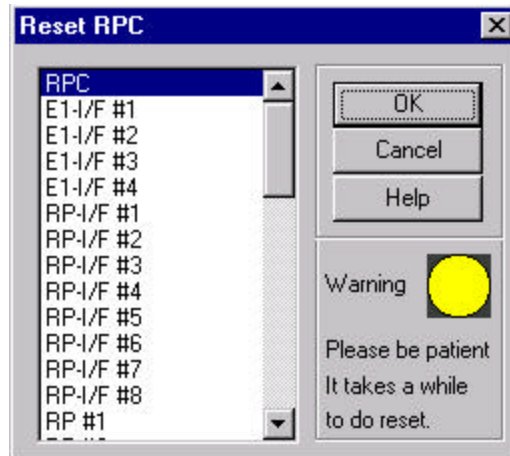 Reset RPC
RPC
E1-I/F #1
E1-I/F #2
E1-I/F #3
E1-I/F #4
RP-I/F #1
RP-I/F #2
RP-I/F #3
RP-I/F #4
RP-I/F #5
RP-I/F #6
RP-I/F #7
RP-I/F #8
RP #1
OK
Cancel
Help
Warning
Please be patient
It takes a while
to do reset.